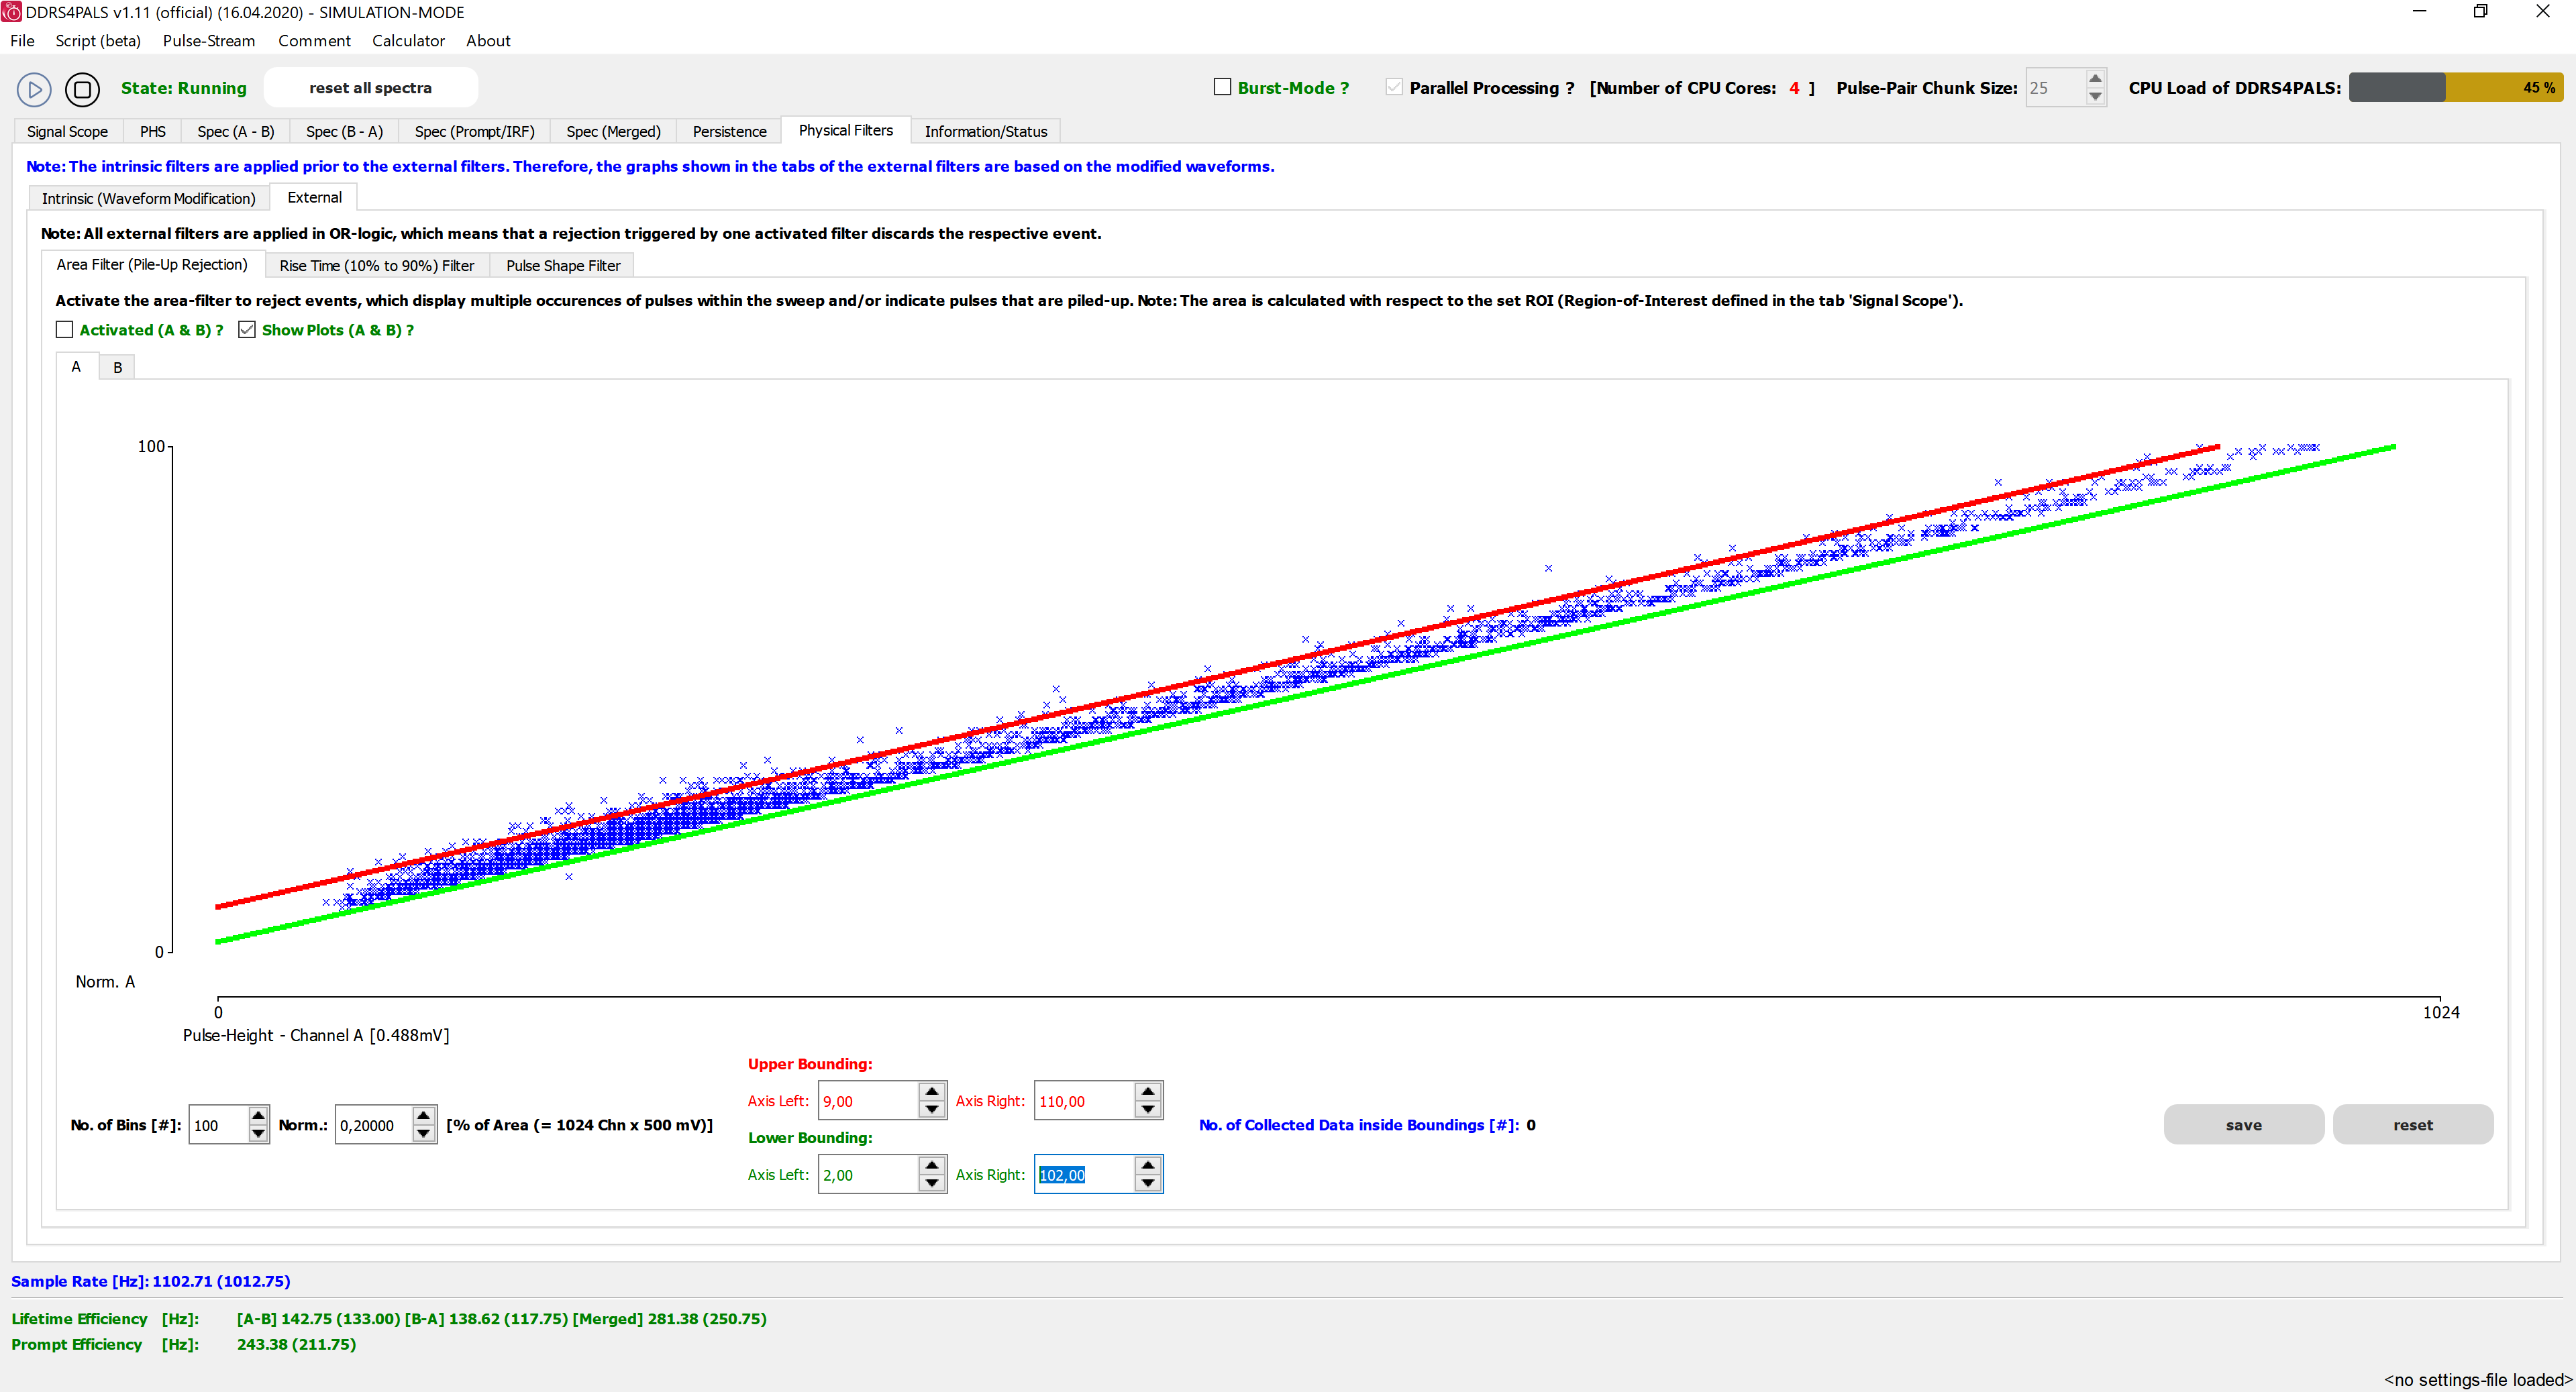 DDRS4PALS v1.11 (official) (16.04.2020) - SIMULATION-MODE
File Script (beta) Pulse-Stream Comment Calculator About
State: Running reset all spectra Burst-Mode ? Parallel Processing ? [Number of CPU Cores: 4 ] Pulse-Pair Chunk Size: 25 CPU Load of DDRS4PALS: 45 %
Signal Scope PHS Spec (A - B) Spec (B - A) Spec (Prompt/IRF) Spec (Merged) Persistence Physical Filters Information/Status
Note: The intrinsic filters are applied prior to the external filters. Therefore, the graphs shown in the tabs of the external filters are based on the modified waveforms.
Intrinsic (Waveform Modification) External
Note: All external filters are applied in OR-logic, which means that a rejection triggered by one activated filter discards the respective event.
Area Filter (Pile-Up Rejection) Rise Time (10% to 90%) Filter Pulse Shape Filter
Activate the area-filter to reject events, which display multiple occurences of pulses within the sweep and/or indicate pulses that are piled-up. Note: The area is calculated with respect to the set ROI (Region-of-Interest defined in the tab 'Signal Scope').
Activated (A & B) ? Show Plots (A & B) ?
A B
100
0
Norm. A
0 1024
Pulse-Height - Channel A [0.488mV]
Upper Bounding:
Axis Left: 9,00 Axis Right: 110,00
No. of Bins [#]: 100 Norm.: 0,20000 [% of Area (= 1024 Chn x 500 mV)] No. of Collected Data inside Boundings [#]: 0 save reset
Lower Bounding:
Axis Left: 2,00 Axis Right: 102,00
Sample Rate [Hz]: 1102.71 (1012.75)
Lifetime Efficiency [Hz]: [A-B] 142.75 (133.00) [B-A] 138.62 (117.75) [Merged] 281.38 (250.75)
Prompt Efficiency [Hz]: 243.38 (211.75)
<no settings-file loaded>